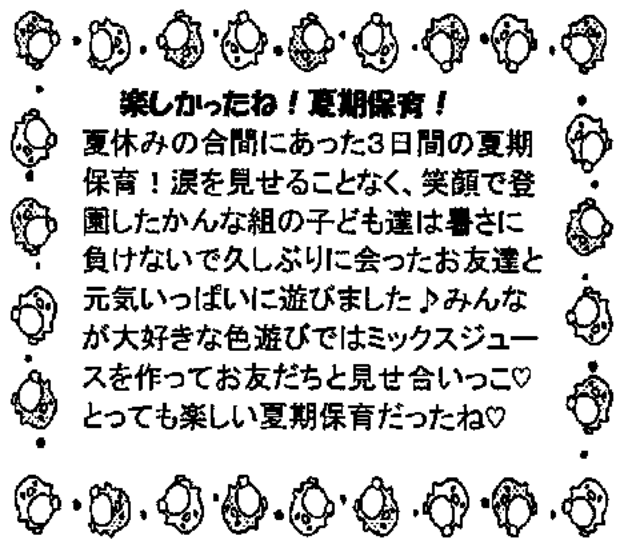 楽しかったね！夏期保育！
夏休みの合間にあった３日間の夏期
保育！涙を見せることなく、笑顔で登
園したかんな組の子ども達は暑さに
負けないで久しぶりに会ったお友達と
元気いっぱいに遊びました♪みんな
が大好きな色遊びではミックスジュー
スを作ってお友だちと見せ合いっこ♡
とっても楽しい夏期保育だったね♡